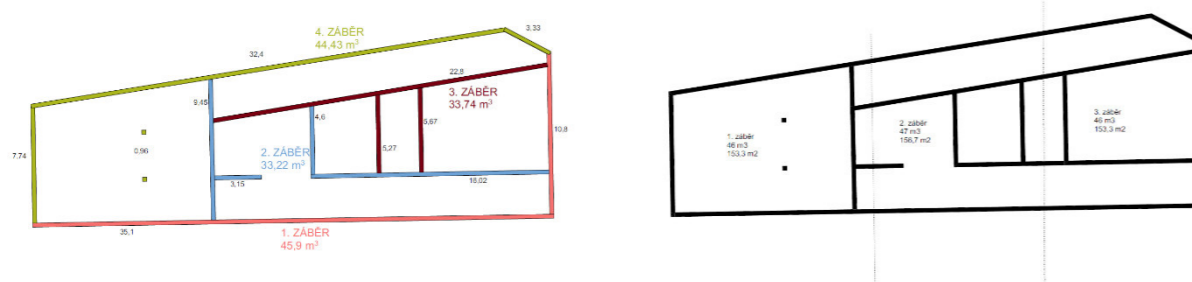 4. ZÁBĚR
44,43 m³
3,33
32,4
22,8
9,45
3. ZÁBĚR
33,74 m³
4,6
5,67
10,8
7.74
0,96
2. ZÁBĚR
33,22 m³
5,27
3,15
18,02
35,1
1. ZÁBĚR
45,9 m³
1. záběr
46 m3
153,3 m2
2. záběr
47 m3
156,7 m2
3. záběr
46 m3
153,3 m2